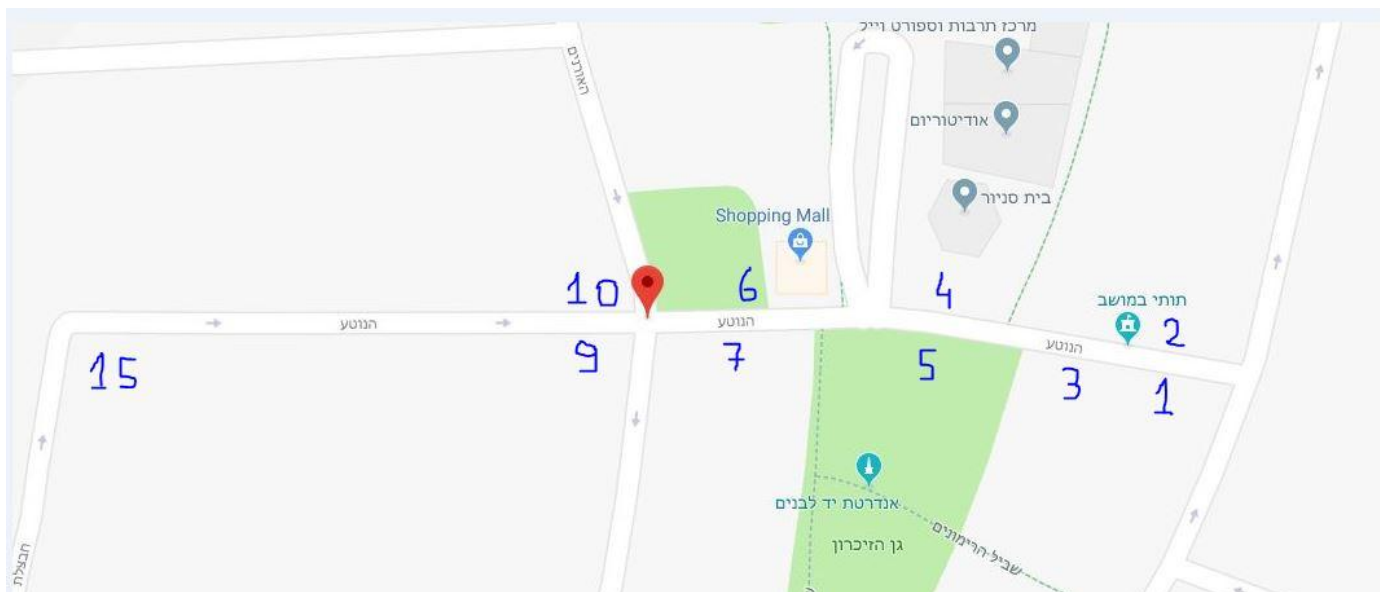 מרכז תרבות וספורט וייל
האורנים
אודיטוריום
בית סניור
Shopping Mall
10
6
4
תותי במושב
2
הנוטע
הנוטע
הנוטע
15
9
7
5
3
1
אנדרטת יד לבנים
גן הזיכרון
שביל הרימונים
חבצלת